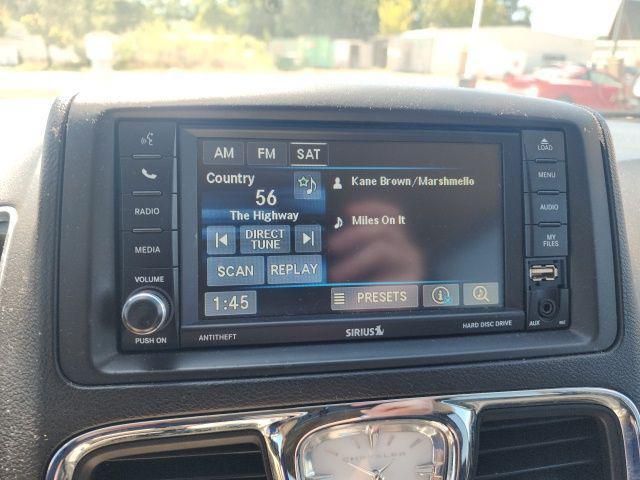 AM FM SAT
LOAD
Country
Kane Brown/Marshmello
56
MENU
The Highway
Miles On It
RADIO
AUDIO
DIRECT
TUNE
MEDIA
MY
FILES
SCAN REPLAY
VOLUME
1:45
PRESETS
PUSH ON
ANTITHEFT
SIRIUS
HARD DISC DRIVE
AUX
CHRYSLER